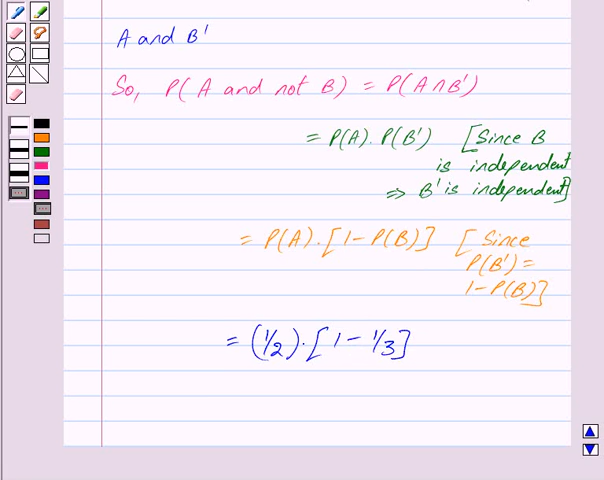 A and B'
So, P(A and not B) = P(A∩B')
= P(A). P(B') [Since B
is independent
⇒ B' is independent]
= P(A).[1-P(B)] [Since
P(B') =
1-P(B)]
= (1/2).[1-1/3]